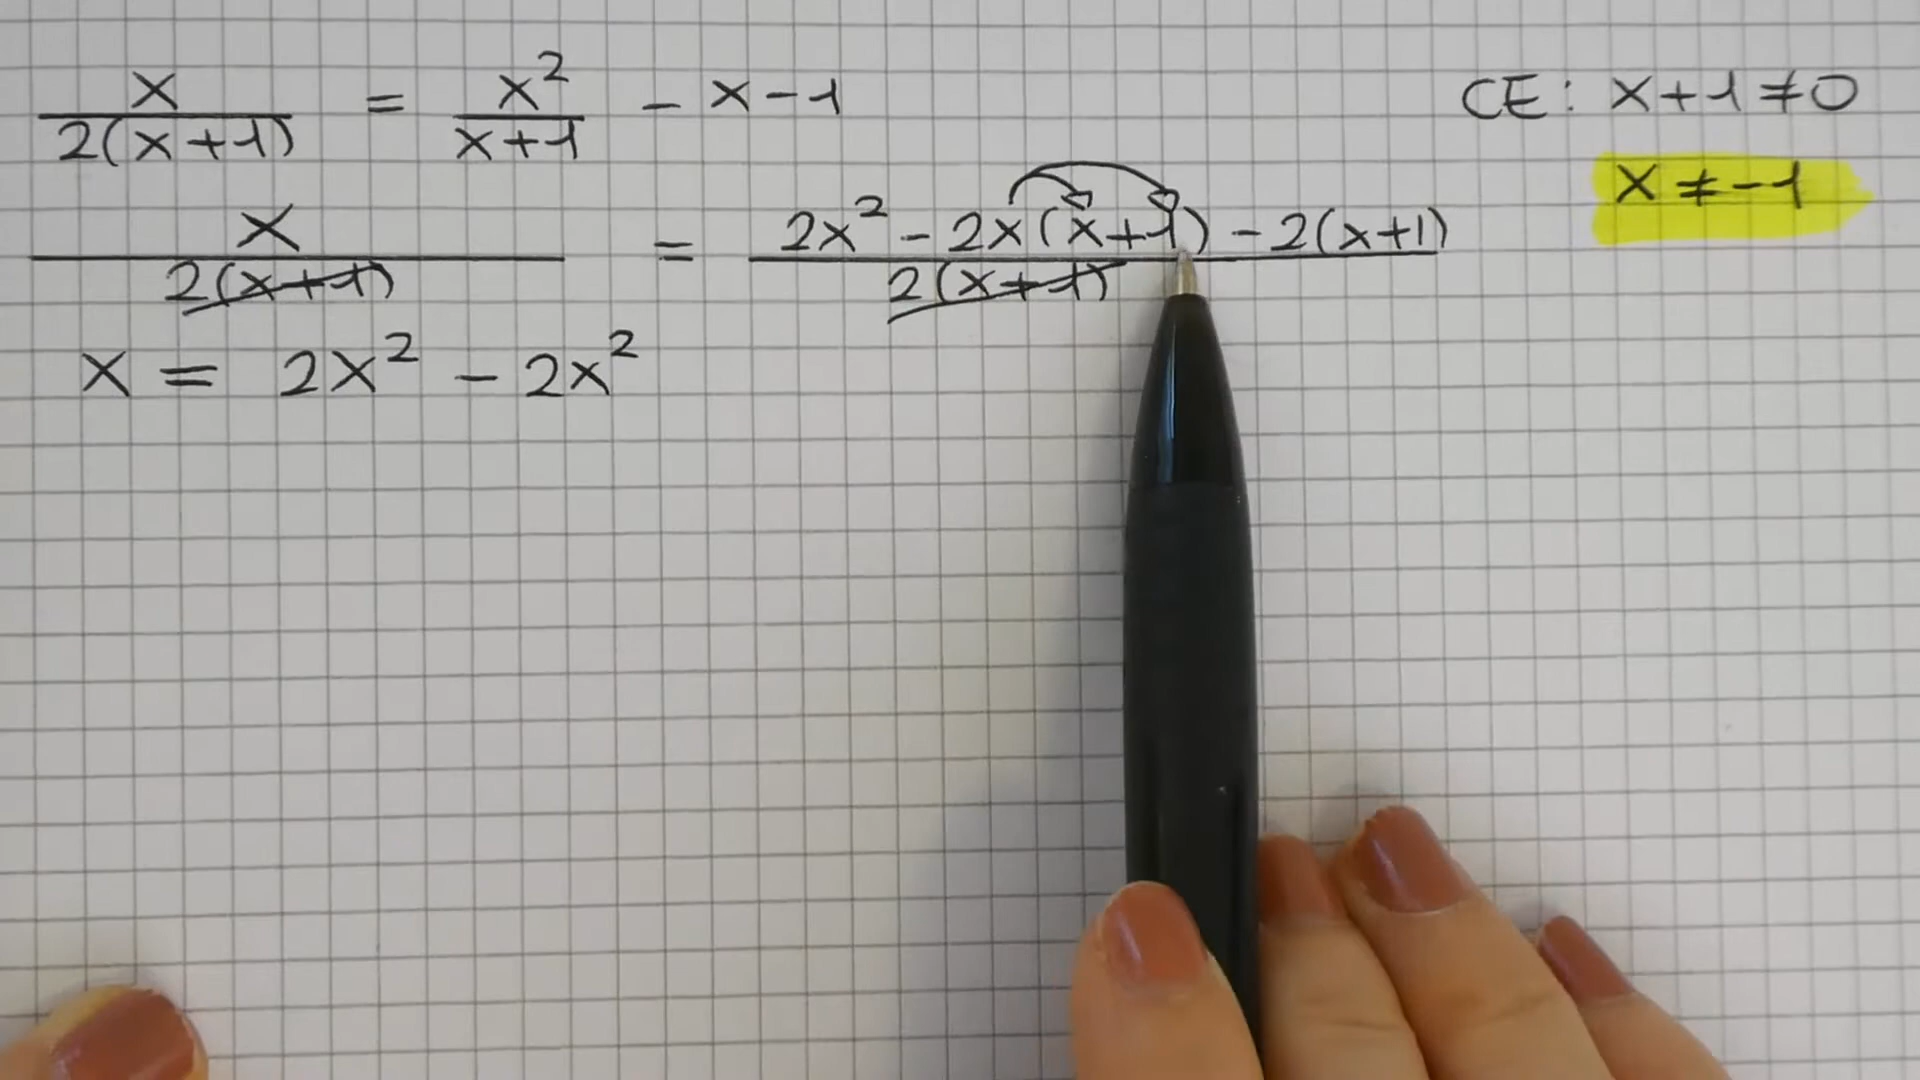 x/2(x+1) = x²/x+1 - x-1
CE: x+1≠0
x≠-1
x/2(x+1) = 2x² - 2x(x+1) - 2(x+1)/2(x+1)
x = 2x² - 2x²